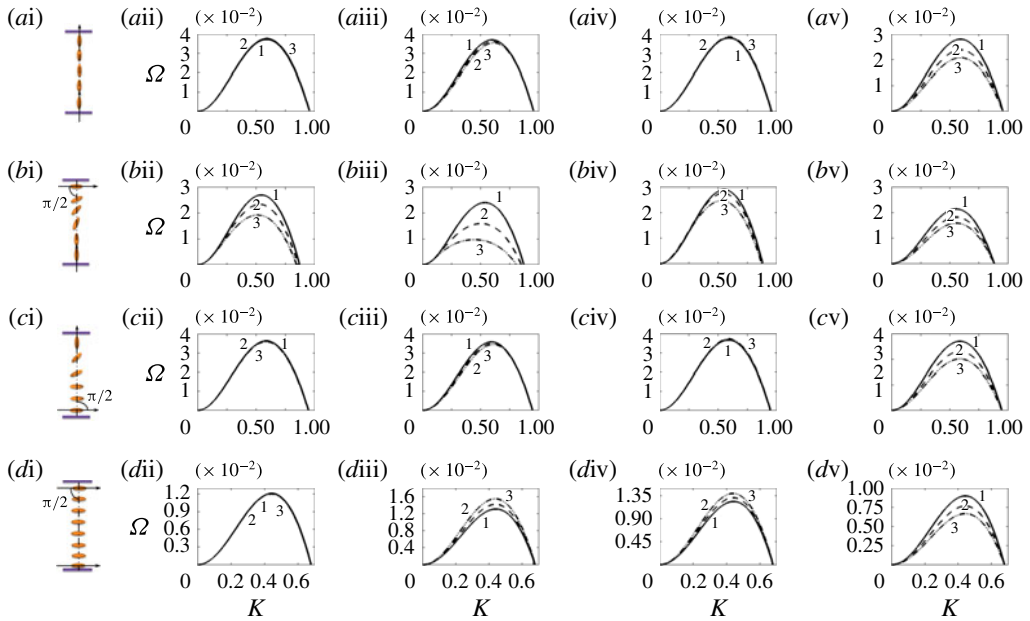 (ai) (aii) (× 10⁻²) (aiii) (× 10⁻²) (aiv) (× 10⁻²) (av) (× 10⁻²)
4 3 2 1 Ω 2 1 3 4 3 2 1 1 3 2 4 3 2 1 2 3 1 4 3 2 1 1 2 3
0 0.50 1.00 0 0.50 1.00 0 0.50 1.00 0 0.50 1.00
(bi) (bii) (× 10⁻²) (biii) (× 10⁻²) (biv) (× 10⁻²) (bv) (× 10⁻²)
π/2 Ω 3 2 1 1 2 3 3 2 1 1 2 3 3 2 1 1 2 3 3 2 1 1 2 3
0 0.50 1.00 0 0.50 1.00 0 0.50 1.00 0 0.50 1.00
(ci) (cii) (× 10⁻²) (ciii) (× 10⁻²) (civ) (× 10⁻²) (cv) (× 10⁻²)
π/2 Ω 4 3 2 1 2 1 3 4 3 2 1 1 3 2 4 3 2 1 2 3 1 4 3 2 1 1 2 3
0 0.50 1.00 0 0.50 1.00 0 0.50 1.00 0 0.50 1.00
(di) (dii) (× 10⁻²) (diii) (× 10⁻²) (div) (× 10⁻²) (dv) (× 10⁻²)
π/2 Ω 1.2 0.9 0.6 0.3 1 2 3 1.6 1.2 0.8 0.4 3 2 1 1.35 0.90 0.45 2 3 1 1.00 0.75 0.50 0.25 1 2 3
0 0.2 0.4 0.6 0 0.2 0.4 0.6 0 0.2 0.4 0.6 0 0.2 0.4 0.6
K K K K